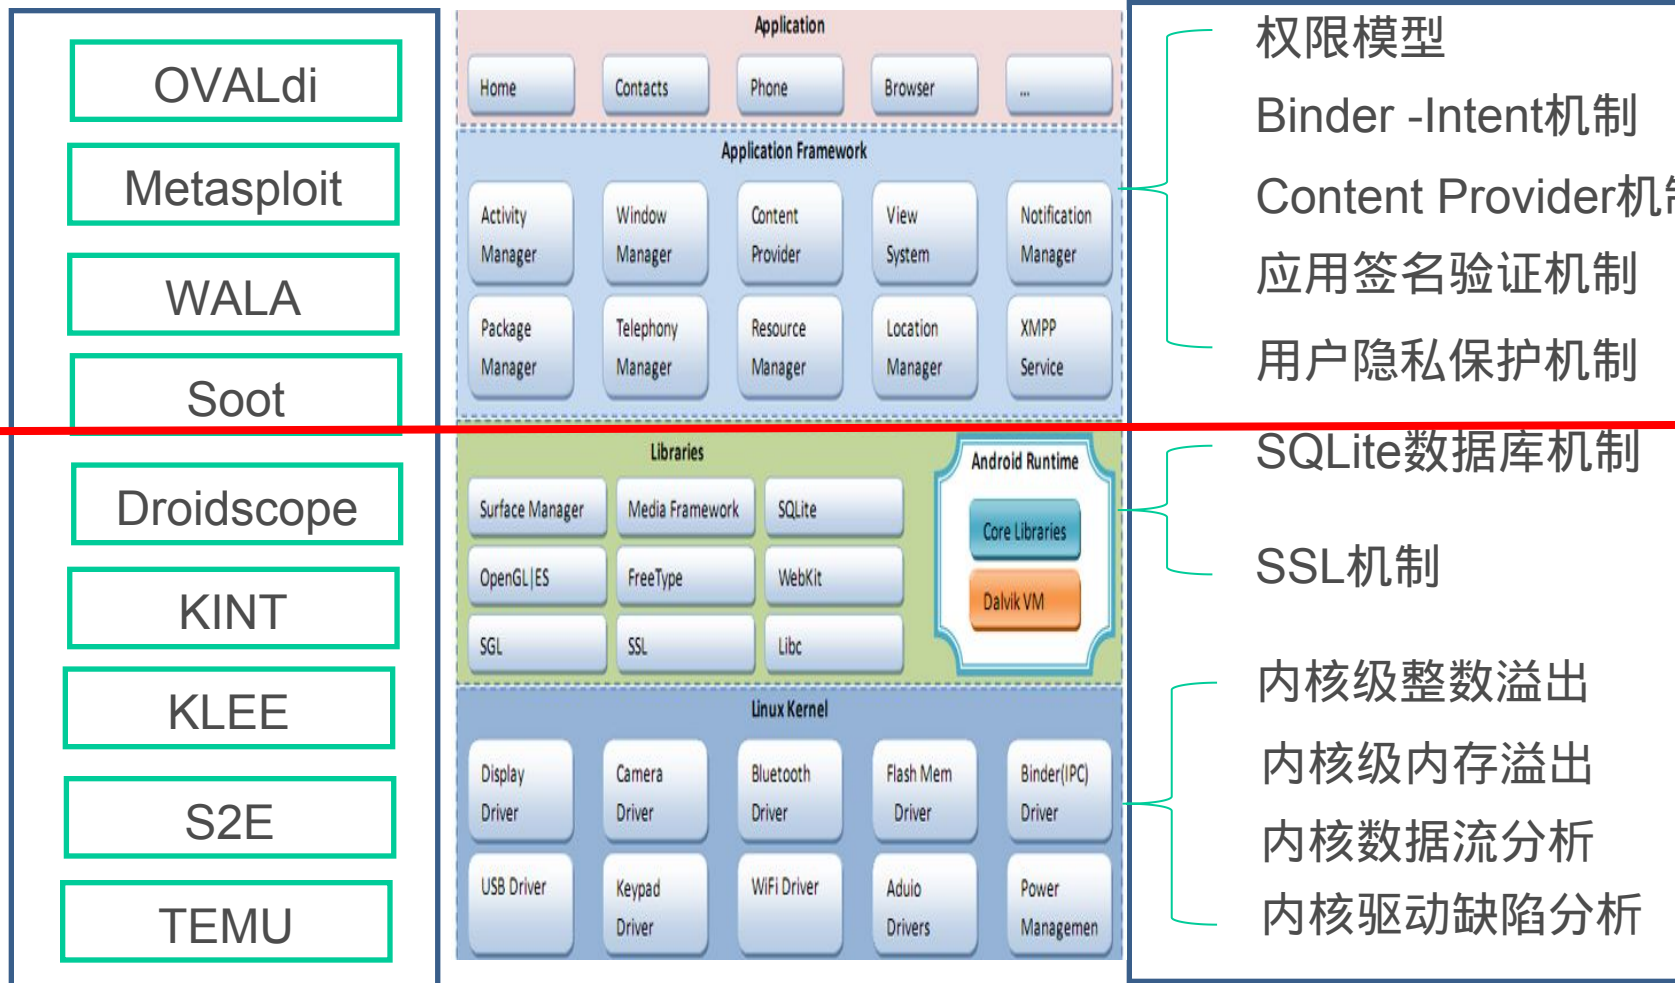 OVALdi
Metasploit
WALA
Soot
Droidscope
KINT
KLEE
S2E
TEMU
Application
Home
Contacts
Phone
Browser
...
Application Framework
Activity
Manager
Window
Manager
Content
Provider
View
System
Notification
Manager
Package
Manager
Telephony
Manager
Resource
Manager
Location
Manager
XMPP
Service
Libraries
Surface Manager
Media Framework
SQLite
OpenGL|ES
FreeType
WebKit
SGL
SSL
Libc
Android Runtime
Core Libraries
Dalvik VM
Linux Kernel
Display
Driver
Camera
Driver
Bluetooth
Driver
Flash Mem
Driver
Binder(IPC)
Driver
USB Driver
Keypad
Driver
WiFi Driver
Aduio
Drivers
Power
Managemen
权限模型
Binder -Intent机制
Content Provider机制
应用签名验证机制
用户隐私保护机制
SQLite数据库机制
SSL机制
内核级整数溢出
内核级内存溢出
内核数据流分析
内核驱动缺陷分析